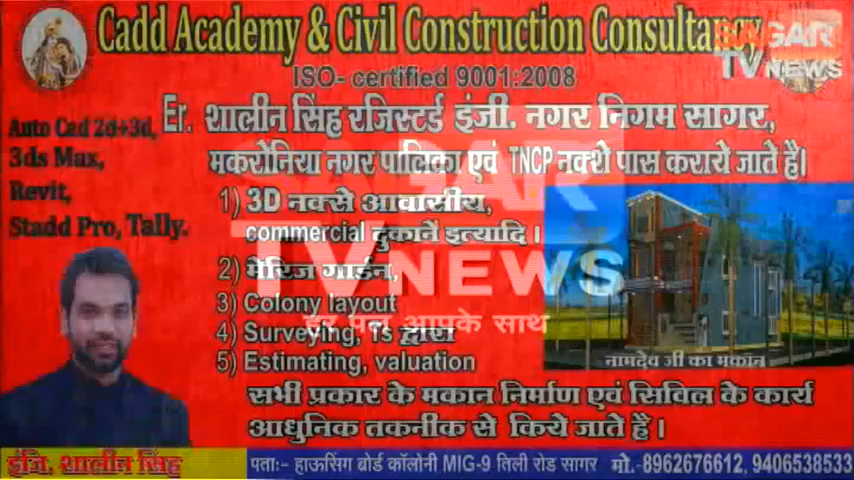 Cadd Academy & Civil Construction Consultancy
SAGAR
TV NEWS
ISO- certified 9001:2008
Auto Cad 2d+3d,
3ds Max,
Revit,
Stadd Pro, Tally.
Er. शालीन सिंह रजिस्टर्ड इंजी. नगर निगम सागर,
मकरोनिया नगर पालिका एवं TNCP नक्शे पास कराये जाते है।
1) 3D नक्से आवासीय,
commercial दुकानें इत्यादि।
2) मैरिज गार्डन,
3) Colony layout
4) Surveying, Ts द्वारा
5) Estimating, valuation
SAGAR
TV NEWS
हर पल आपके साथ
नामदेव जी का मकान
सभी प्रकार के मकान निर्माण एवं सिविल के कार्य
आधुनिक तकनीक से किये जाते है।
इंजि. शालीन सिंह
पताः- हाऊसिंग बोर्ड कॉलोनी MIG-9 तिली रोड सागर मो.-8962676612, 9406538533